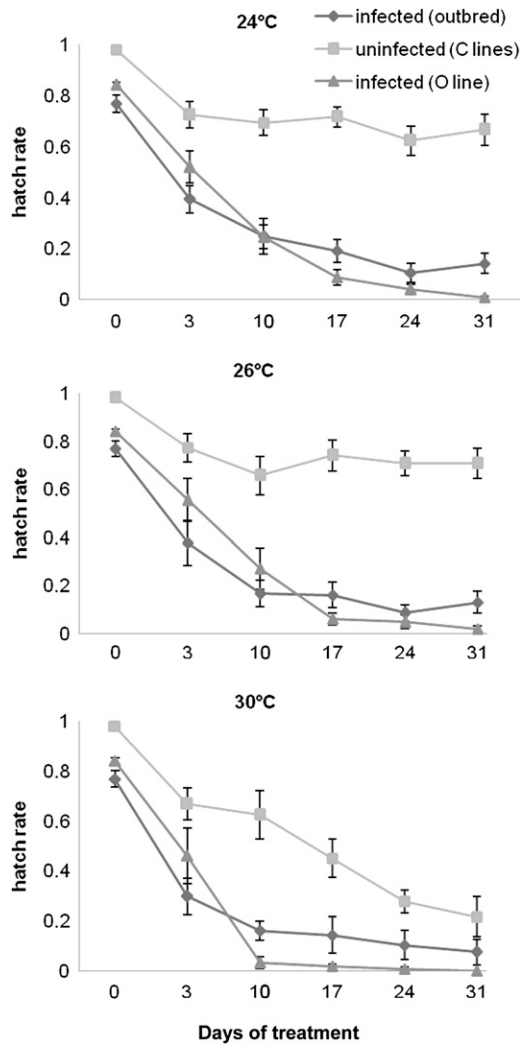 24°C
infected (outbred)
uninfected (C lines)
infected (O line)
hatch rate
1
0.8
0.6
0.4
0.2
0
0 3 10 17 24 31
26°C
hatch rate
1
0.8
0.6
0.4
0.2
0
0 3 10 17 24 31
30°C
hatch rate
1
0.8
0.6
0.4
0.2
0
0 3 10 17 24 31
Days of treatment